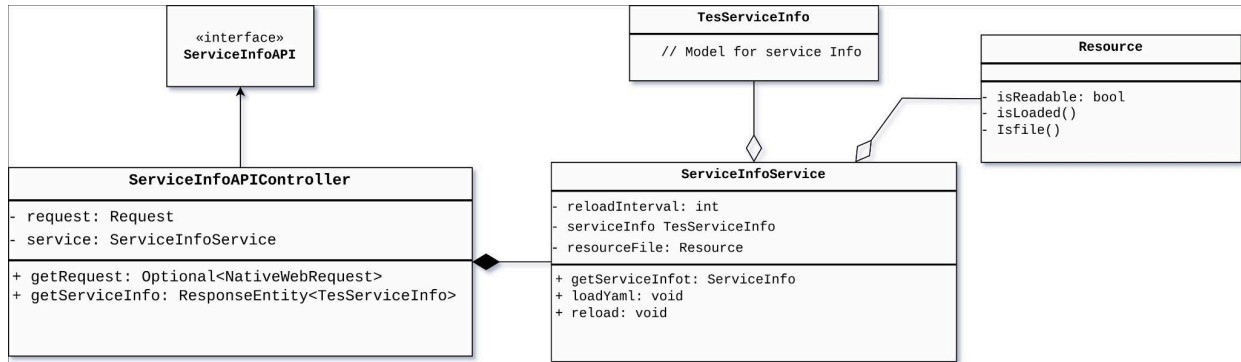 «interface»
ServiceInfoAPI
TesServiceInfo
// Model for service Info
Resource
- isReadable: bool
- isLoaded()
- Isfile()
ServiceInfoAPIController
- request: Request
- service: ServiceInfoService
+ getRequest: Optional<NativeWebRequest>
+ getServiceInfo: ResponseEntity<TesServiceInfo>
ServiceInfoService
- reloadInterval: int
- serviceInfo TesServiceInfo
- resourceFile: Resource
+ getServiceInfot: ServiceInfo
+ loadYaml: void
+ reload: void